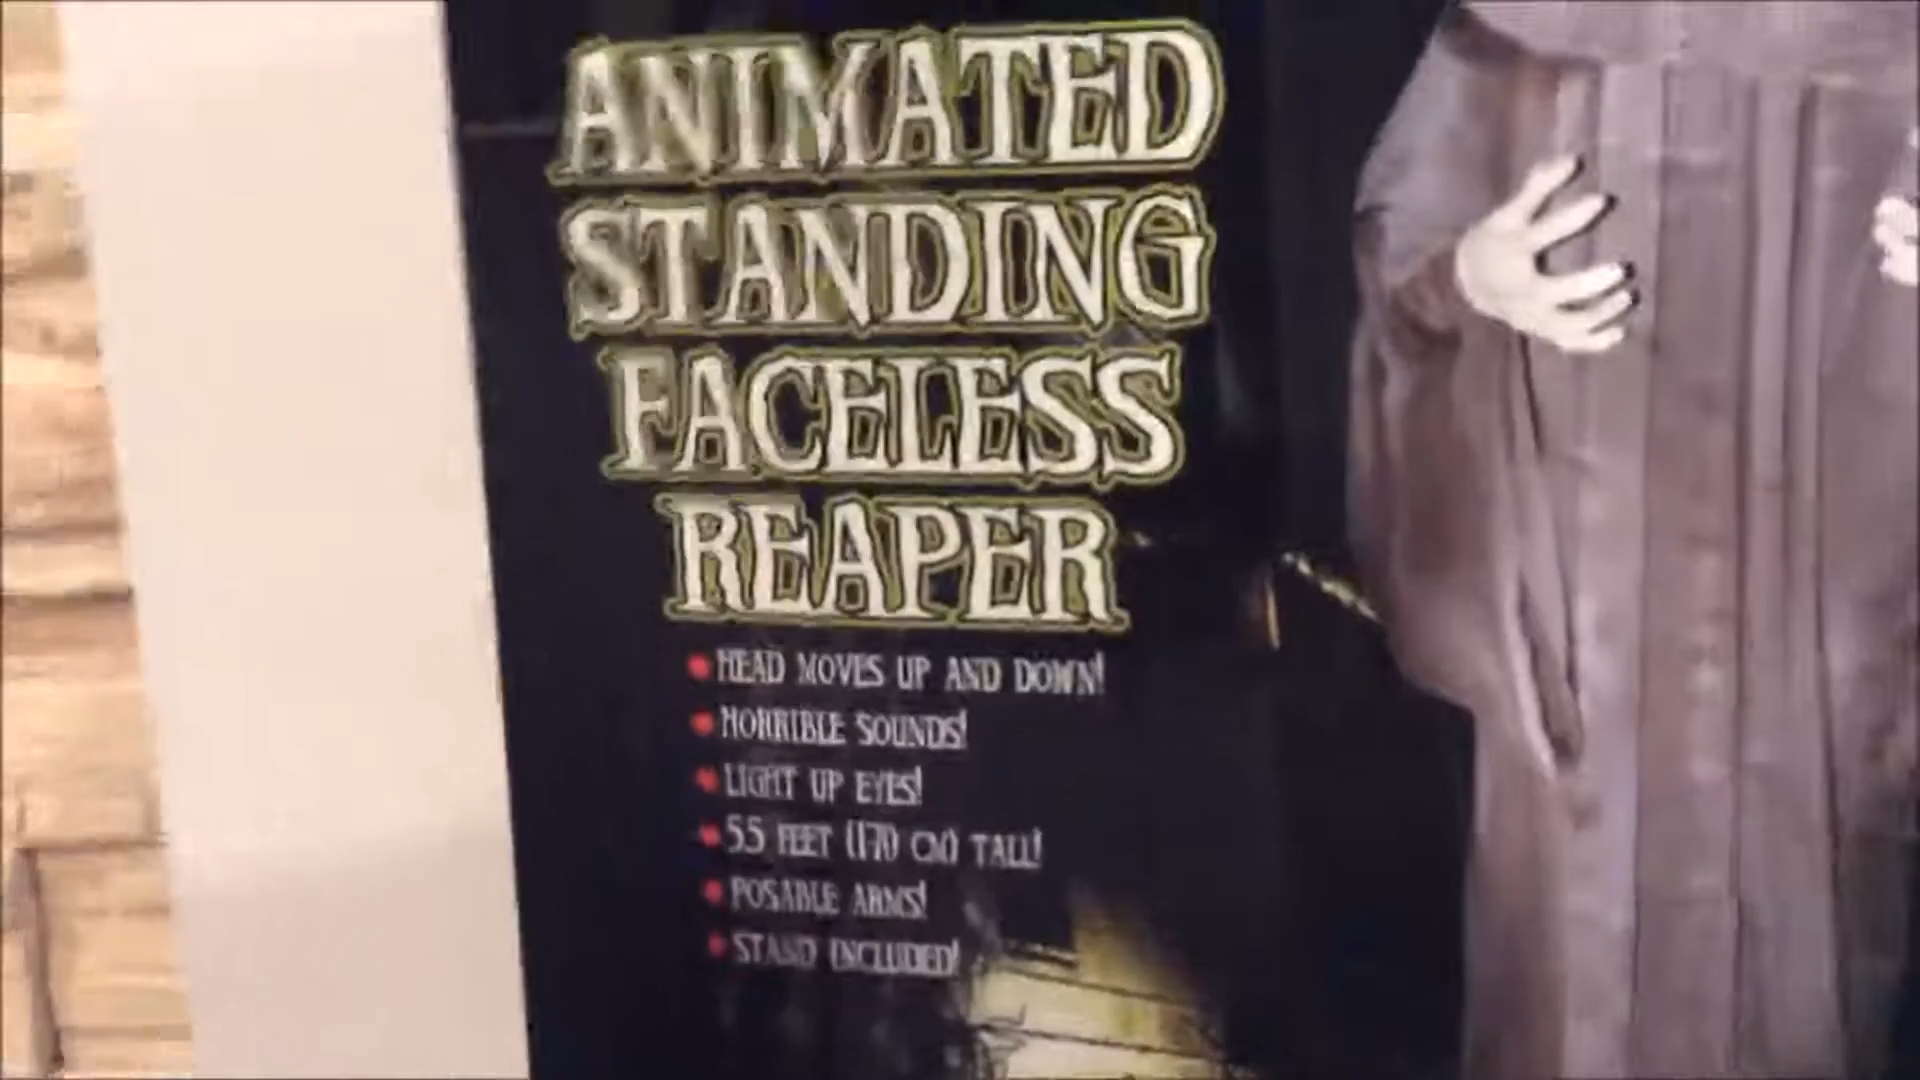 ANIMATED
STANDING
FACELESS
REAPER
HEAD MOVES UP AND DOWN!
HORRIBLE SOUNDS!
LIGHT UP EYES!
5.5 FEET (170 CM) TALL!
POSABLE ARMS!
STAND INCLUDED!